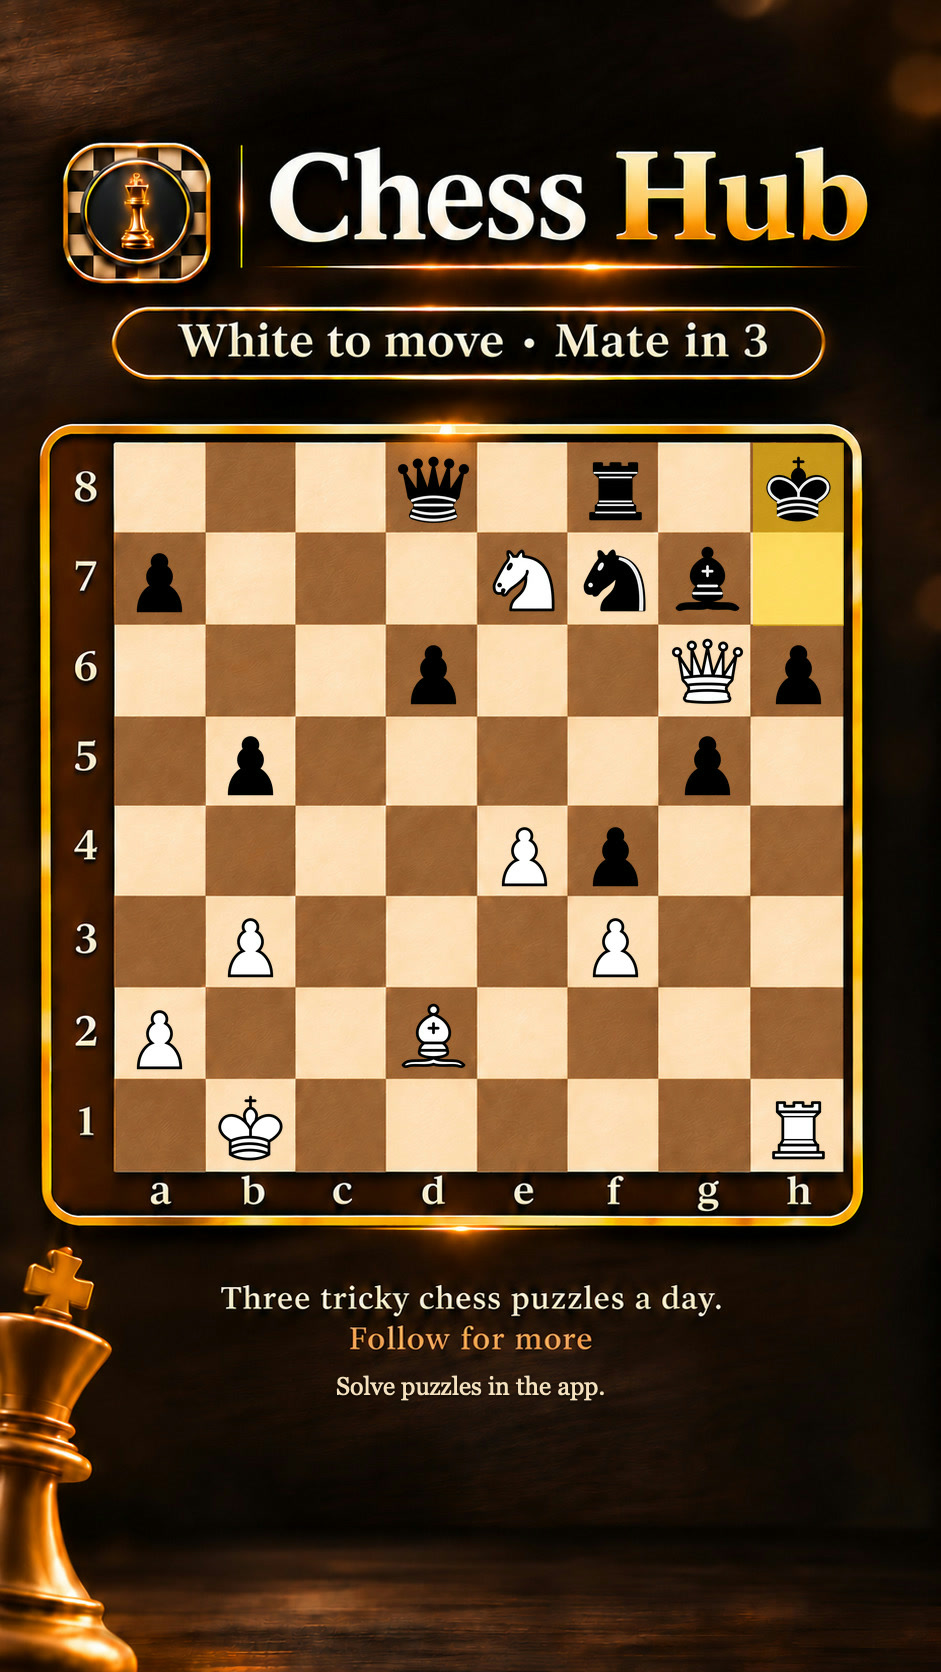 Chess Hub
White to move • Mate in 3
8
7
6
5
4
3
2
1
a b c d e f g h
Three tricky chess puzzles a day.
Follow for more
Solve puzzles in the app.